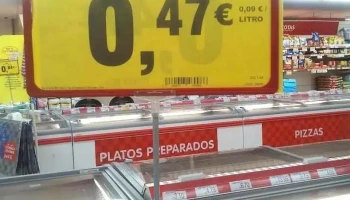 0,47€
0,09 € /
LITRO
PLATOS PREPARADOS
PIZZAS